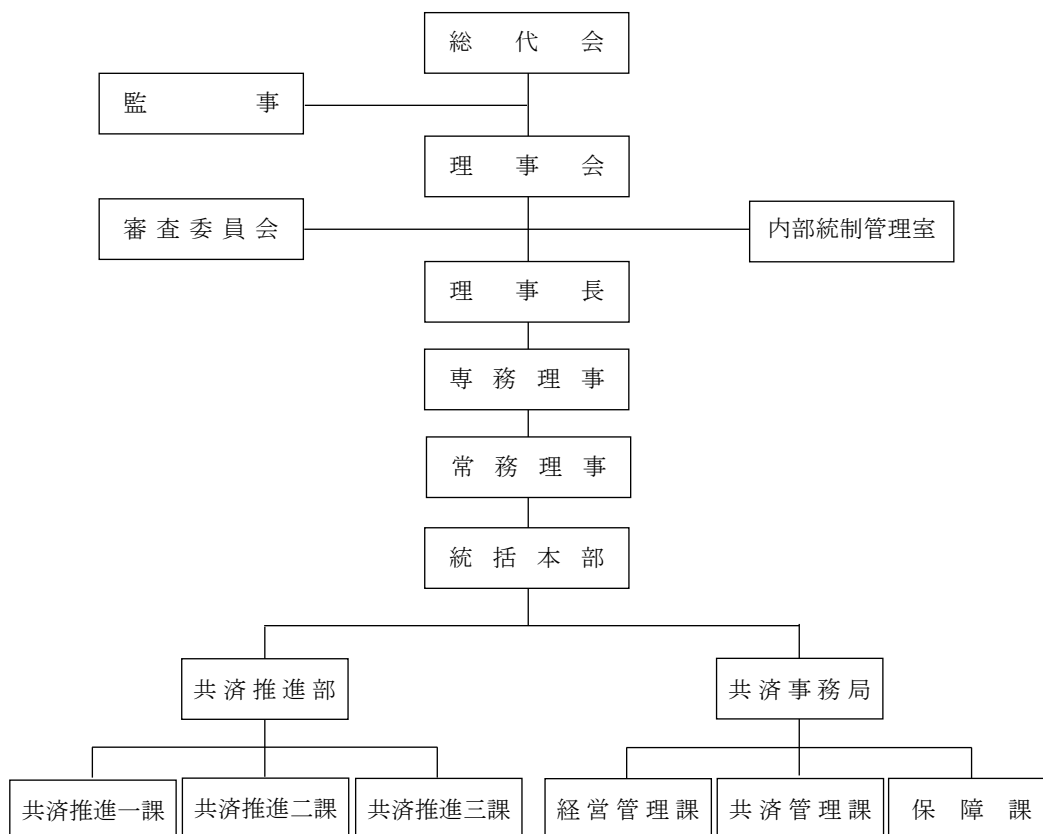 総代会
監事
理事会
審査委員会
内部統制管理室
理事長
専務理事
常務理事
統括本部
共済推進部
共済事務局
共済推進一課
共済推進二課
共済推進三課
経営管理課
共済管理課
保障課